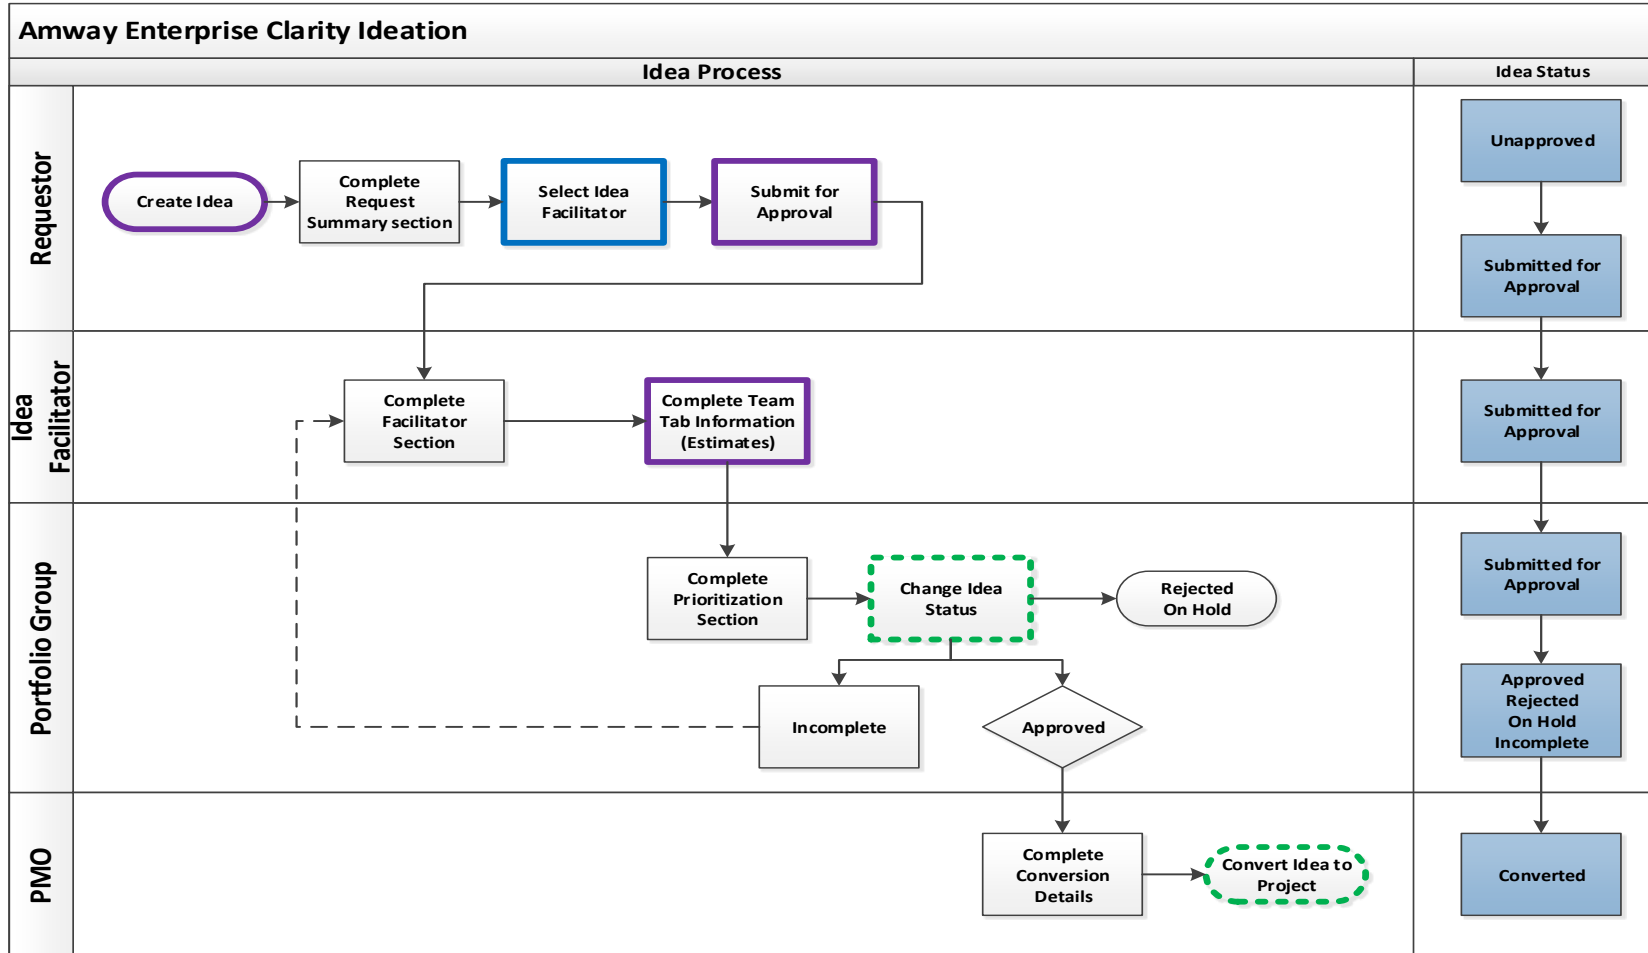 Amway Enterprise Clarity Ideation
Idea Process
Idea Status
Requestor
Create Idea
Complete
Request
Summary section
Select Idea
Facilitator
Submit for
Approval
Unapproved
Submitted for
Approval
Idea
Facilitator
Complete
Facilitator
Section
Complete Team
Tab Information
(Estimates)
Submitted for
Approval
Portfolio Group
Complete
Prioritization
Section
Change Idea
Status
Rejected
On Hold
Submitted for
Approval
Incomplete
Approved
Approved
Rejected
On Hold
Incomplete
PMO
Complete
Conversion
Details
Convert Idea to
Project
Converted